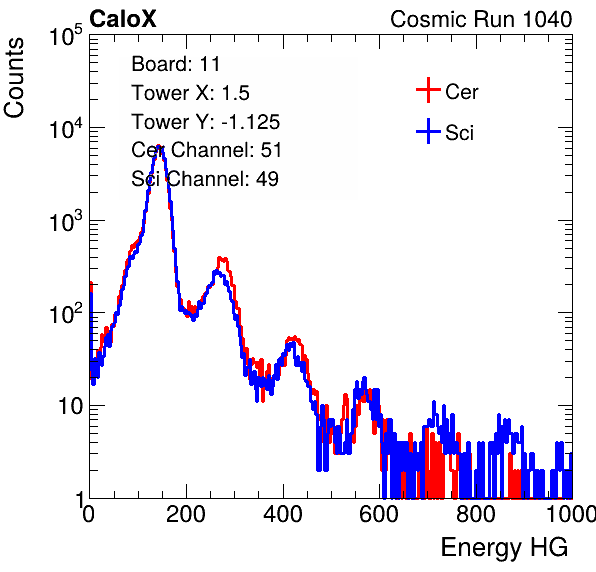 CaloX
Cosmic Run 1040
Counts
10^5
10^4
10^3
10^2
10
1
Board: 11
Tower X: 1.5
Tower Y: -1.125
Cer Channel: 51
Sci Channel: 49
Cer
Sci
0 200 400 600 800 1000
Energy HG